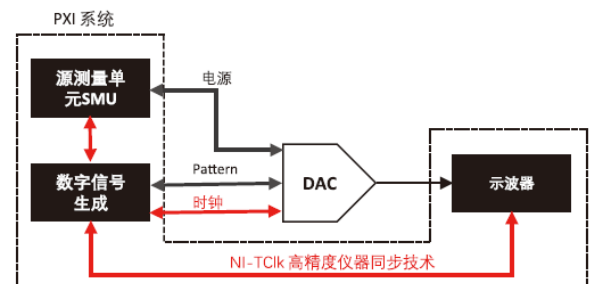 PXI 系统
源测量单
元SMU
电源
数字信号
生成
Pattern
时钟
DAC
示波器
NI-TClk 高精度仪器同步技术